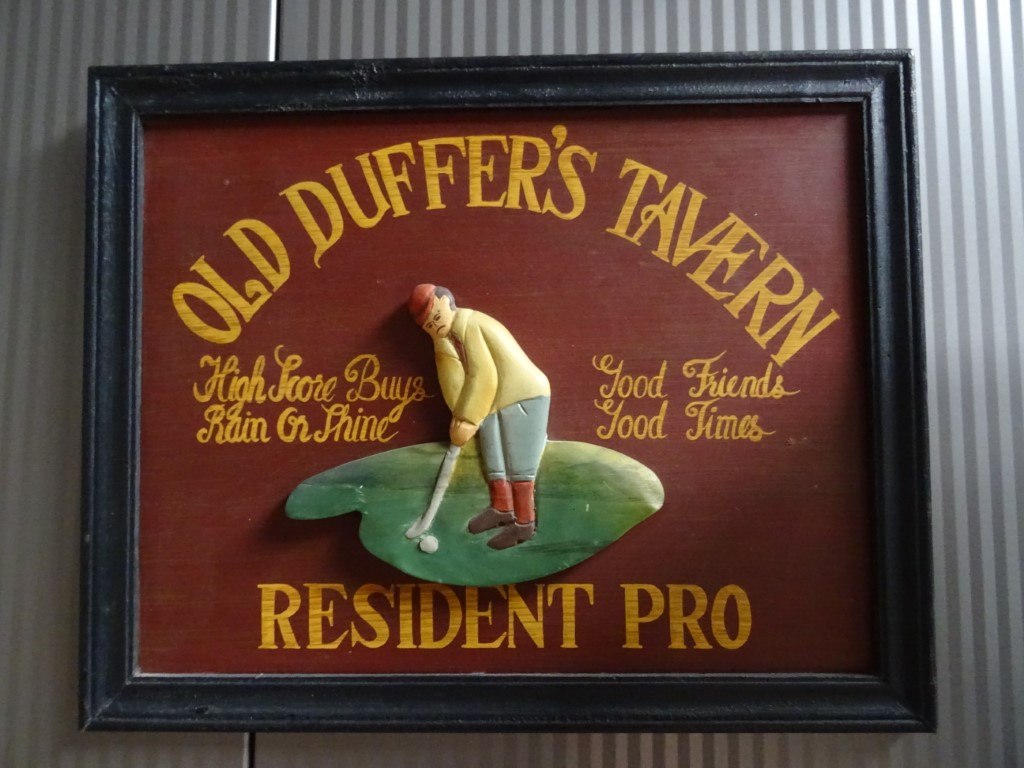 OLD DUFFER'S TAVERN
High Score Buys
Rain Or Shine
Good Friends
Good Times
RESIDENT PRO